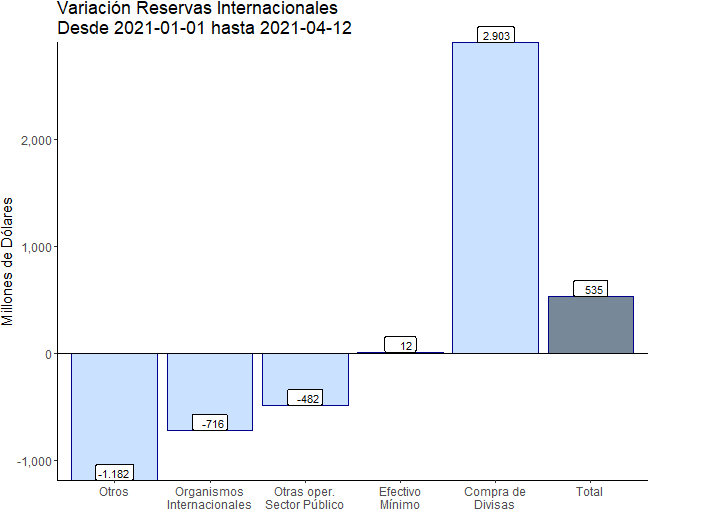 Variación Reservas Internacionales
Desde 2021-01-01 hasta 2021-04-12
Millones de Dólares
2,000
1,000
0
-1,000
-1.182
-716
-482
12
2.903
535
Otros
Organismos
Internacionales
Otras oper.
Sector Público
Efectivo
Mínimo
Compra de
Divisas
Total